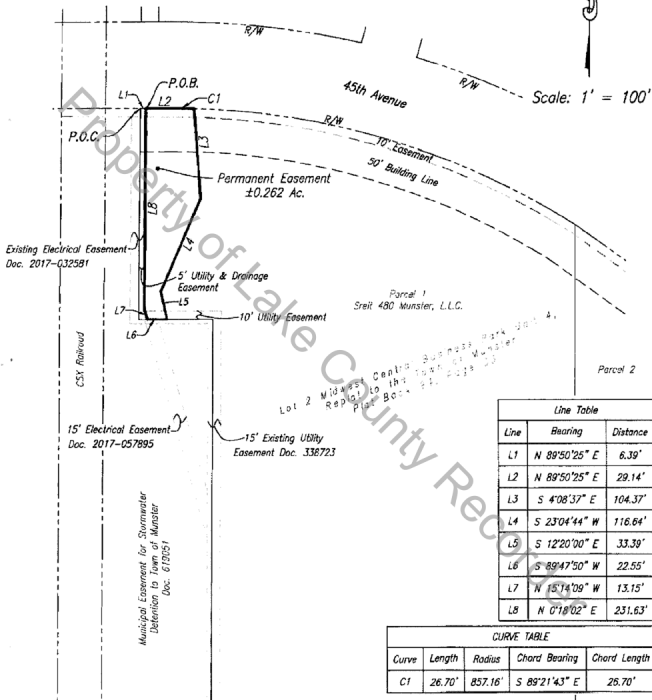 R/W
45th Avenue
R/W
Scale: 1' = 100'
R/W
L1
P.O.B.
L2
C1
P.O.C.
L3
10' Easement
50' Building Line
Permanent Easement
±0.262 Ac.
L8
L4
Existing Electrical Easement
Doc. 2017-032581
5' Utility & Drainage
Easement
L5
L7
L6
10' Utility Easement
Parcel 1
Sreit 480 Munster, L.L.C.
Parcel 2
CSX Railroad
Lot 2 Midwest Central Business Park
Replat to the Town of Munster
Plat Book
15' Electrical Easement
Doc. 2017-057895
15' Existing Utility
Easement Doc. 338723
Municipal Easement for Stormwater
Detention to Town of Munster
Doc. 619051
Property of Lake County Recorder
Line Table
Line Bearing Distance
L1 N 89°50'25" E 6.39'
L2 N 89°50'25" E 29.14'
L3 S 4°08'37" E 104.37'
L4 S 23°04'44" W 116.64'
L5 S 12°20'00" E 33.39'
L6 S 89°47'50" W 22.55'
L7 N 15°14'09" W 13.15'
L8 N 0°18'02" E 231.63'
CURVE TABLE
Curve Length Radius Chord Bearing Chord Length
C1 26.70' 857.16' S 89°21'43" E 26.70'